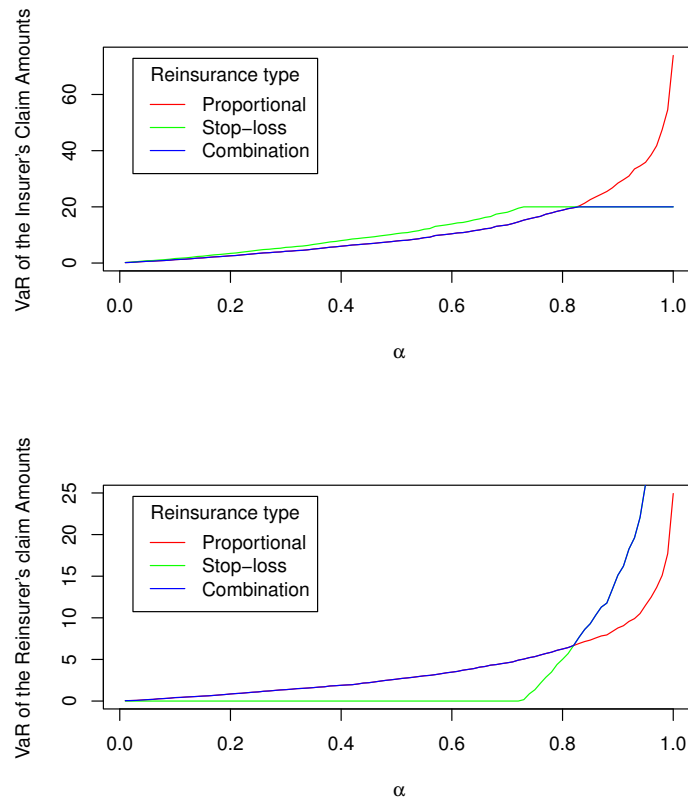 VaR of the Insurer's Claim Amounts
Reinsurance type
Proportional
Stop−loss
Combination
60
40
20
0
0.0 0.2 0.4 0.6 0.8 1.0
α
VaR of the Reinsurer's claim Amounts
Reinsurance type
Proportional
Stop−loss
Combination
25
20
15
10
5
0
0.0 0.2 0.4 0.6 0.8 1.0
α